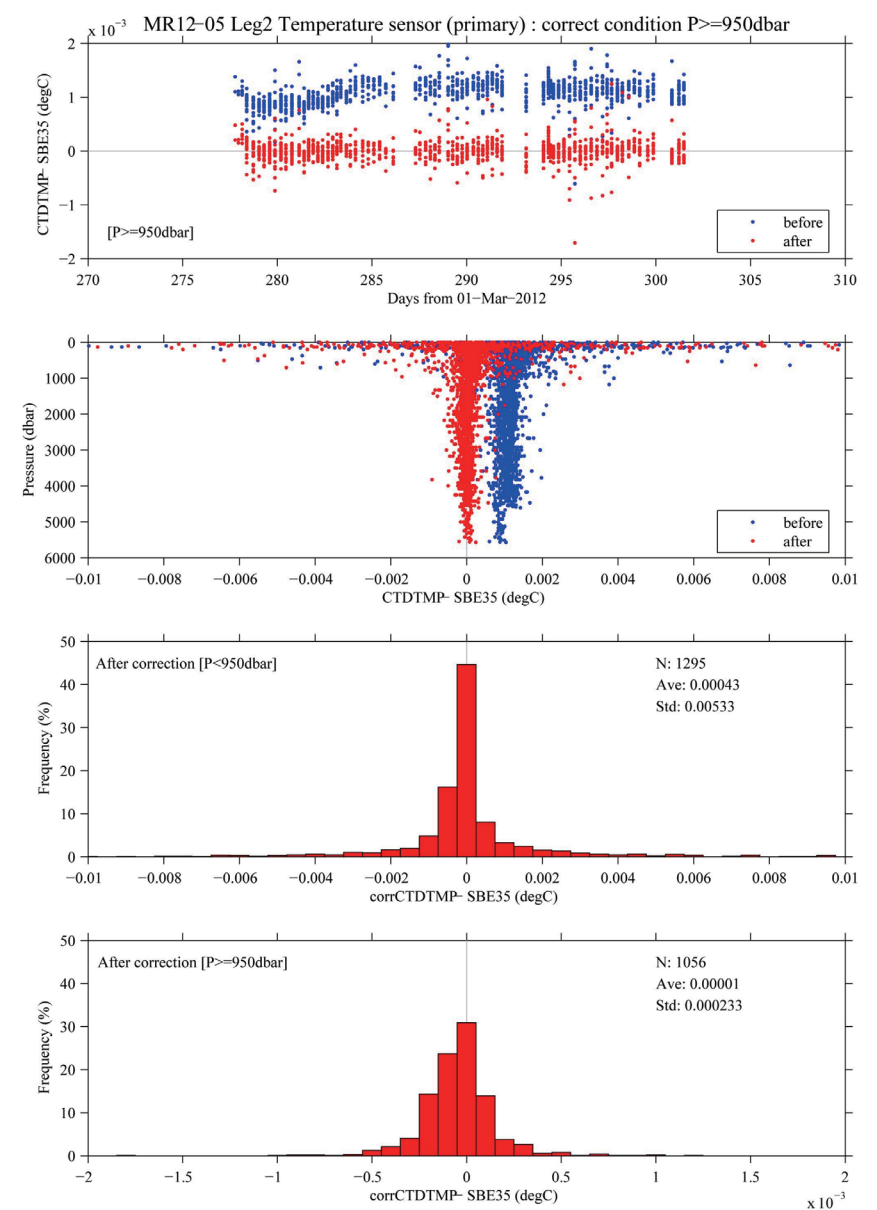 MR12−05 Leg2 Temperature sensor (primary) : correct condition P>=950dbar
x 10−3
2
1
0
−1
−2
CTDTMP− SBE35 (degC)
[P>=950dbar]
before
after
270 275 280 285 290 295 300 305 310
Days from 01−Mar−2012
0
1000
2000
3000
4000
5000
6000
Pressure (dbar)
before
after
−0.01 −0.008 −0.006 −0.004 −0.002 0 0.002 0.004 0.006 0.008 0.01
CTDTMP− SBE35 (degC)
50
40
30
20
10
0
Frequency (%)
After correction [P<950dbar]
N: 1295
Ave: 0.00043
Std: 0.00533
−0.01 −0.008 −0.006 −0.004 −0.002 0 0.002 0.004 0.006 0.008 0.01
corrCTDTMP− SBE35 (degC)
50
40
30
20
10
0
Frequency (%)
After correction [P>=950dbar]
N: 1056
Ave: 0.00001
Std: 0.000233
−2 −1.5 −1 −0.5 0 0.5 1 1.5 2
corrCTDTMP− SBE35 (degC)
x 10−3